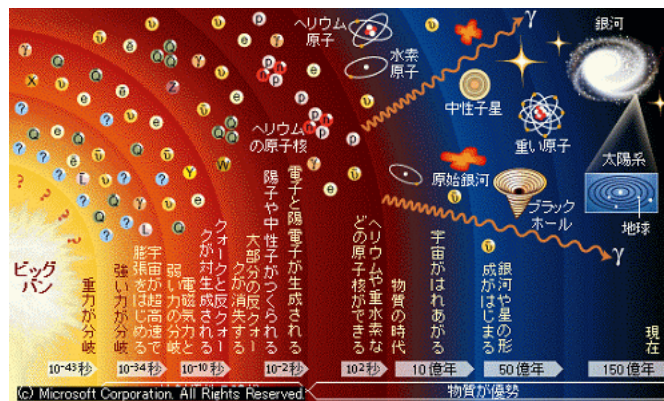 ヘリウム
原子
水素
原子
ヘリウム
の原子核
中性子星
重い原子
原始銀河
ブラック
ホール
銀河
太陽系
地球
γ
γ
ビッグ
バン
重力が分岐
強い力が分岐
宇宙が超高速で
膨張をはじめる
電磁気力と
弱い力の分岐
クォークと反クォー
クが対生成される
大部分の反クォー
クが消失する
陽子や中性子がつくられる
電子と陽電子が生成される
ヘリウムや重水素な
どの原子核ができる
物質の時代
宇宙がはれあがる
銀河や星の形
成がはじまる
現在
10-43秒
10-34秒
10-10秒
10-2秒
102秒
10億年
50億年
150億年
物質が優勢
(c) Microsoft Corporation. All Rights Reserved.